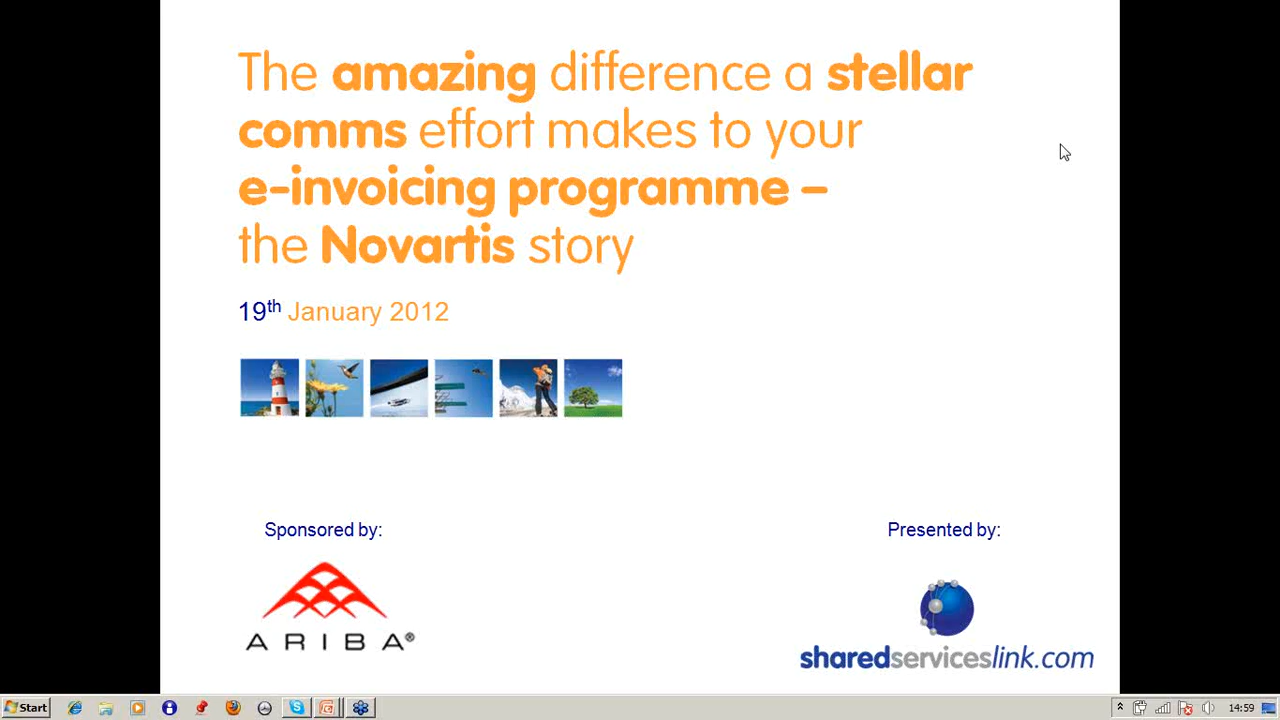 The amazing difference a stellar
comms effort makes to your
e-invoicing programme –
the Novartis story
19th January 2012
Sponsored by:
Presented by:
ARIBA®
sharedserviceslink.com
Start
14:59